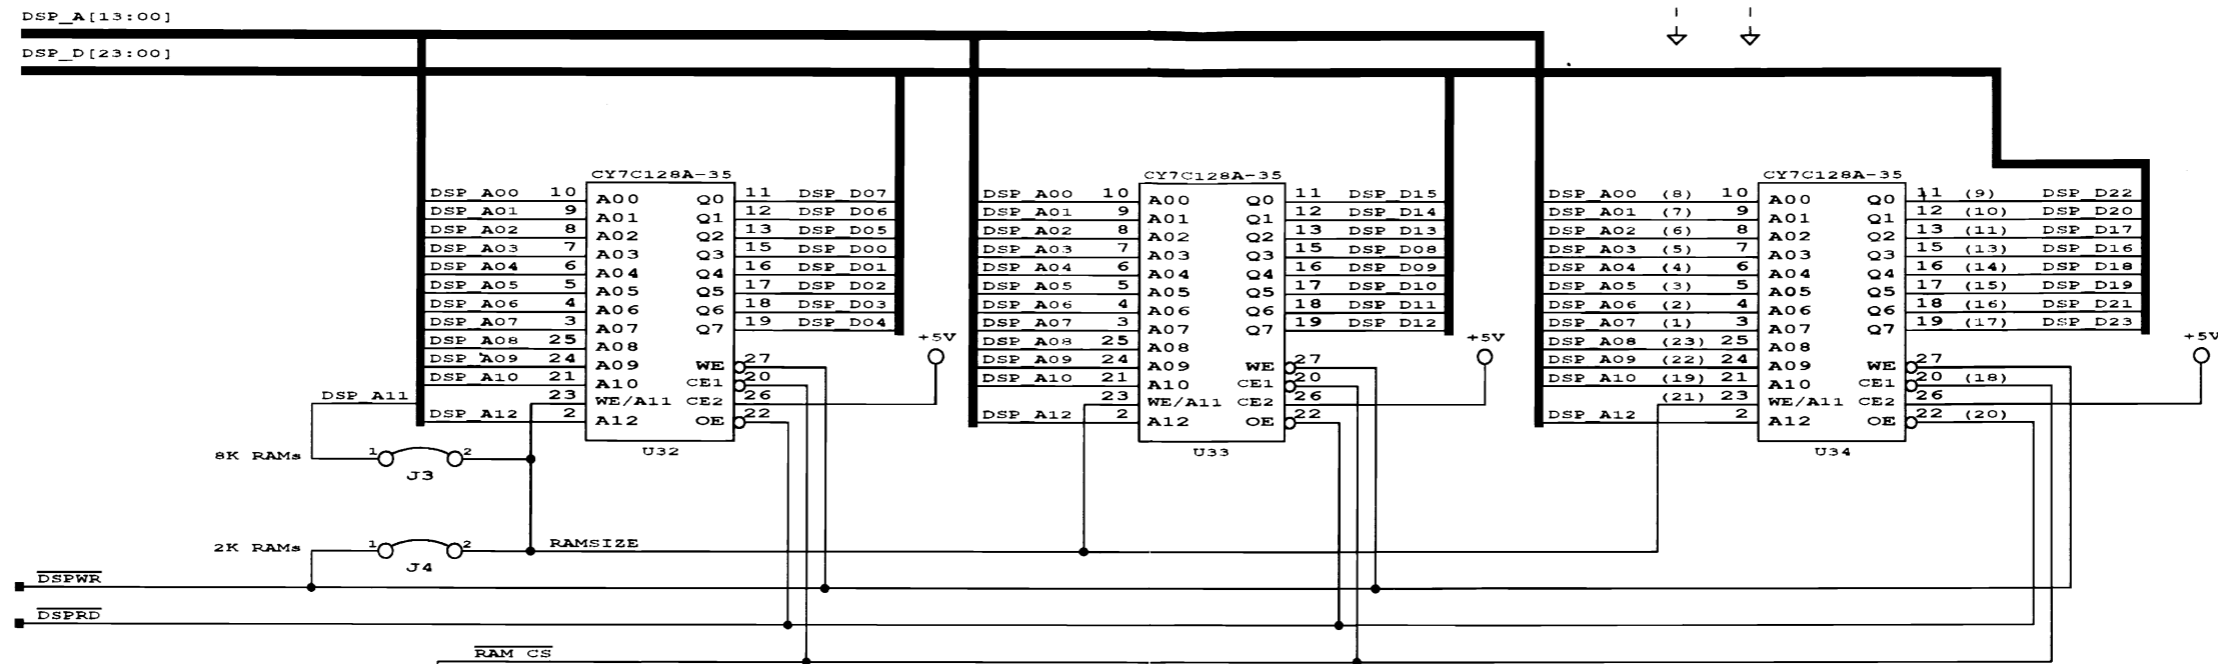 DSP_A[13:00]
DSP_D[23:00]
CY7C128A-35
DSP_A00 10 A00 Q0 11 DSP_D07
DSP_A01 9 A01 Q1 12 DSP_D06
DSP_A02 8 A02 Q2 13 DSP_D05
DSP_A03 7 A03 Q3 15 DSP_D00
DSP_A04 6 A04 Q4 16 DSP_D01
DSP_A05 5 A05 Q5 17 DSP_D02
DSP_A06 4 A06 Q6 18 DSP_D03
DSP_A07 3 A07 Q7 19 DSP_D04
DSP_A08 25 A08
DSP_A09 24 A09 WE 27
DSP_A10 21 A10 CE1 20
DSP_A11 23 WE/A11 CE2 26 +5V
DSP_A12 2 A12 OE 22
U32
CY7C128A-35
DSP_A00 10 A00 Q0 11 DSP_D15
DSP_A01 9 A01 Q1 12 DSP_D14
DSP_A02 8 A02 Q2 13 DSP_D13
DSP_A03 7 A03 Q3 15 DSP_D08
DSP_A04 6 A04 Q4 16 DSP_D09
DSP_A05 5 A05 Q5 17 DSP_D10
DSP_A06 4 A06 Q6 18 DSP_D11
DSP_A07 3 A07 Q7 19 DSP_D12
DSP_A08 25 A08
DSP_A09 24 A09 WE 27
DSP_A10 21 A10 CE1 20
23 WE/A11 CE2 26 +5V
DSP_A12 2 A12 OE 22
U33
CY7C128A-35
DSP_A00 (8) 10 A00 Q0 11 (9) DSP_D22
DSP_A01 (7) 9 A01 Q1 12 (10) DSP_D20
DSP_A02 (6) 8 A02 Q2 13 (11) DSP_D17
DSP_A03 (5) 7 A03 Q3 15 (13) DSP_D16
DSP_A04 (4) 6 A04 Q4 16 (14) DSP_D18
DSP_A05 (3) 5 A05 Q5 17 (15) DSP_D19
DSP_A06 (2) 4 A06 Q6 18 (16) DSP_D21
DSP_A07 (1) 3 A07 Q7 19 (17) DSP_D23
DSP_A08 (23) 25 A08
DSP_A09 (22) 24 A09 WE 27
DSP_A10 (19) 21 A10 CE1 20 (18)
(21) 23 WE/A11 CE2 26 +5V
DSP_A12 2 A12 OE 22 (20)
U34
8K RAMs 1 2
J3
2K RAMs 1 2 RAMSIZE
J4
DSPWR
DSPRD
RAM CS